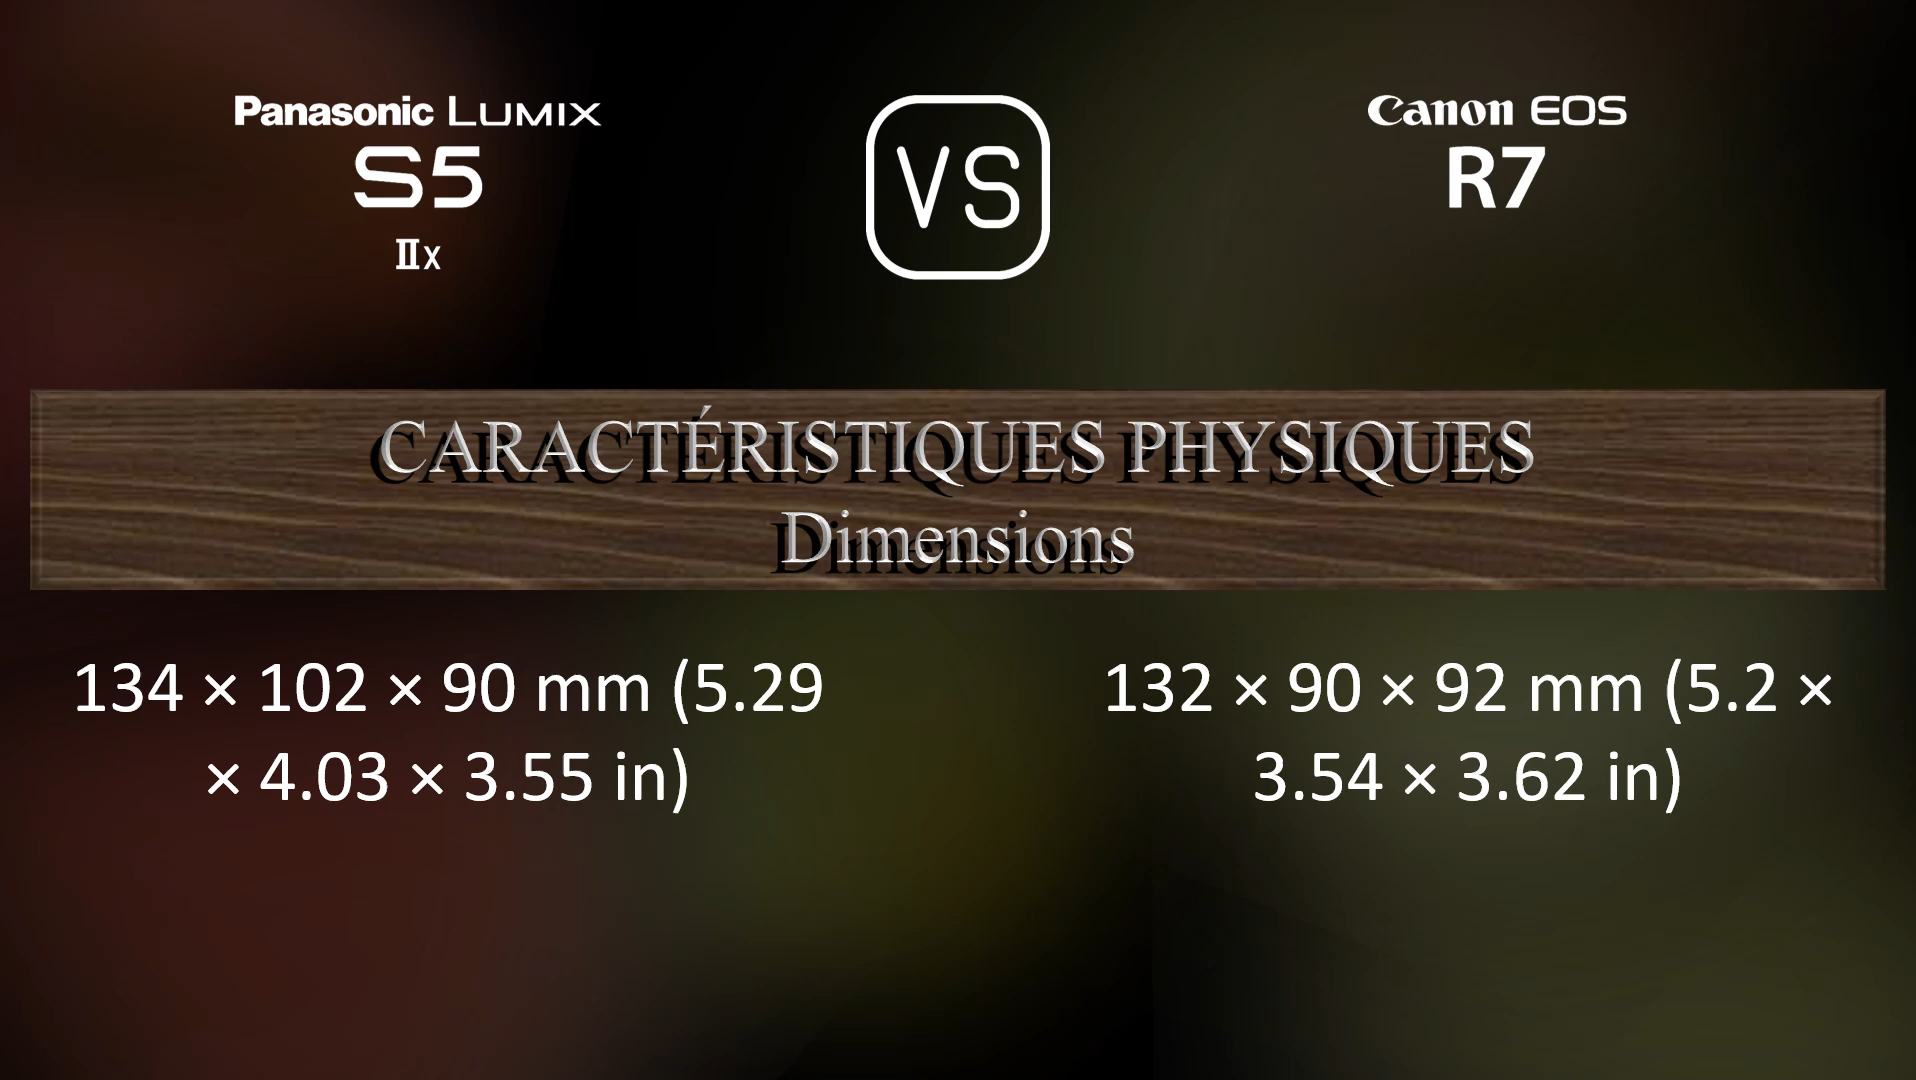 Panasonic LUMIX
S5
IIx
VS
Canon EOS
R7
CARACTÉRISTIQUES PHYSIQUES
Dimensions
134 × 102 × 90 mm (5.29
× 4.03 × 3.55 in)
132 × 90 × 92 mm (5.2 ×
3.54 × 3.62 in)